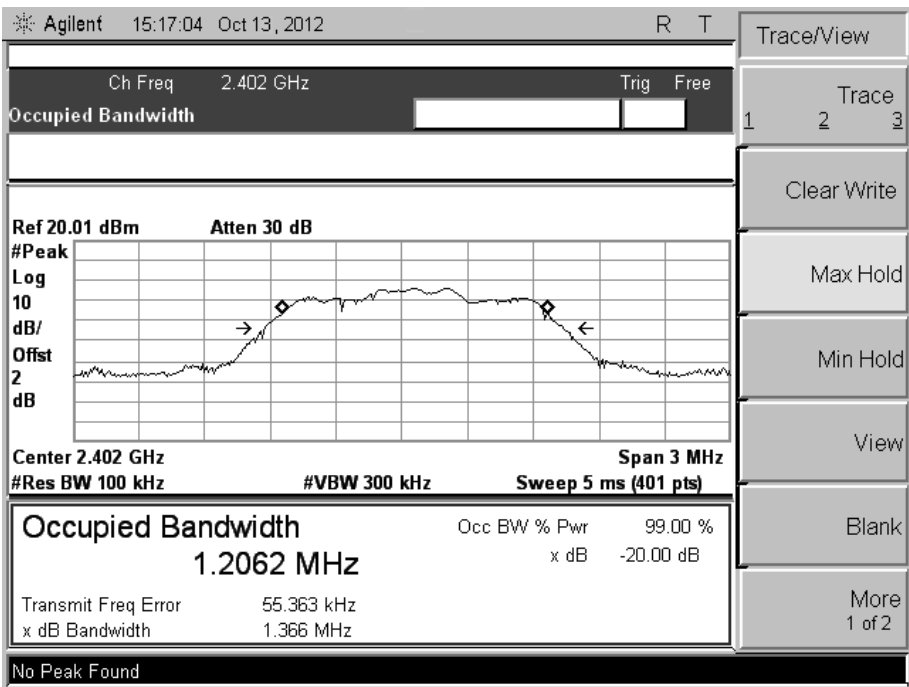 Agilent 15:17:04 Oct 13, 2012 R T
Trace/View
Ch Freq 2.402 GHz Trig Free
Occupied Bandwidth
Trace
1 2 3
Clear Write
Ref 20.01 dBm Atten 30 dB
#Peak
Log
10
dB/
Offst
2
dB
Max Hold
Min Hold
Center 2.402 GHz Span 3 MHz
#Res BW 100 kHz #VBW 300 kHz Sweep 5 ms (401 pts)
View
Occupied Bandwidth
1.2062 MHz
Occ BW % Pwr 99.00 %
x dB -20.00 dB
Transmit Freq Error 55.363 kHz
x dB Bandwidth 1.366 MHz
Blank
More
1 of 2
No Peak Found